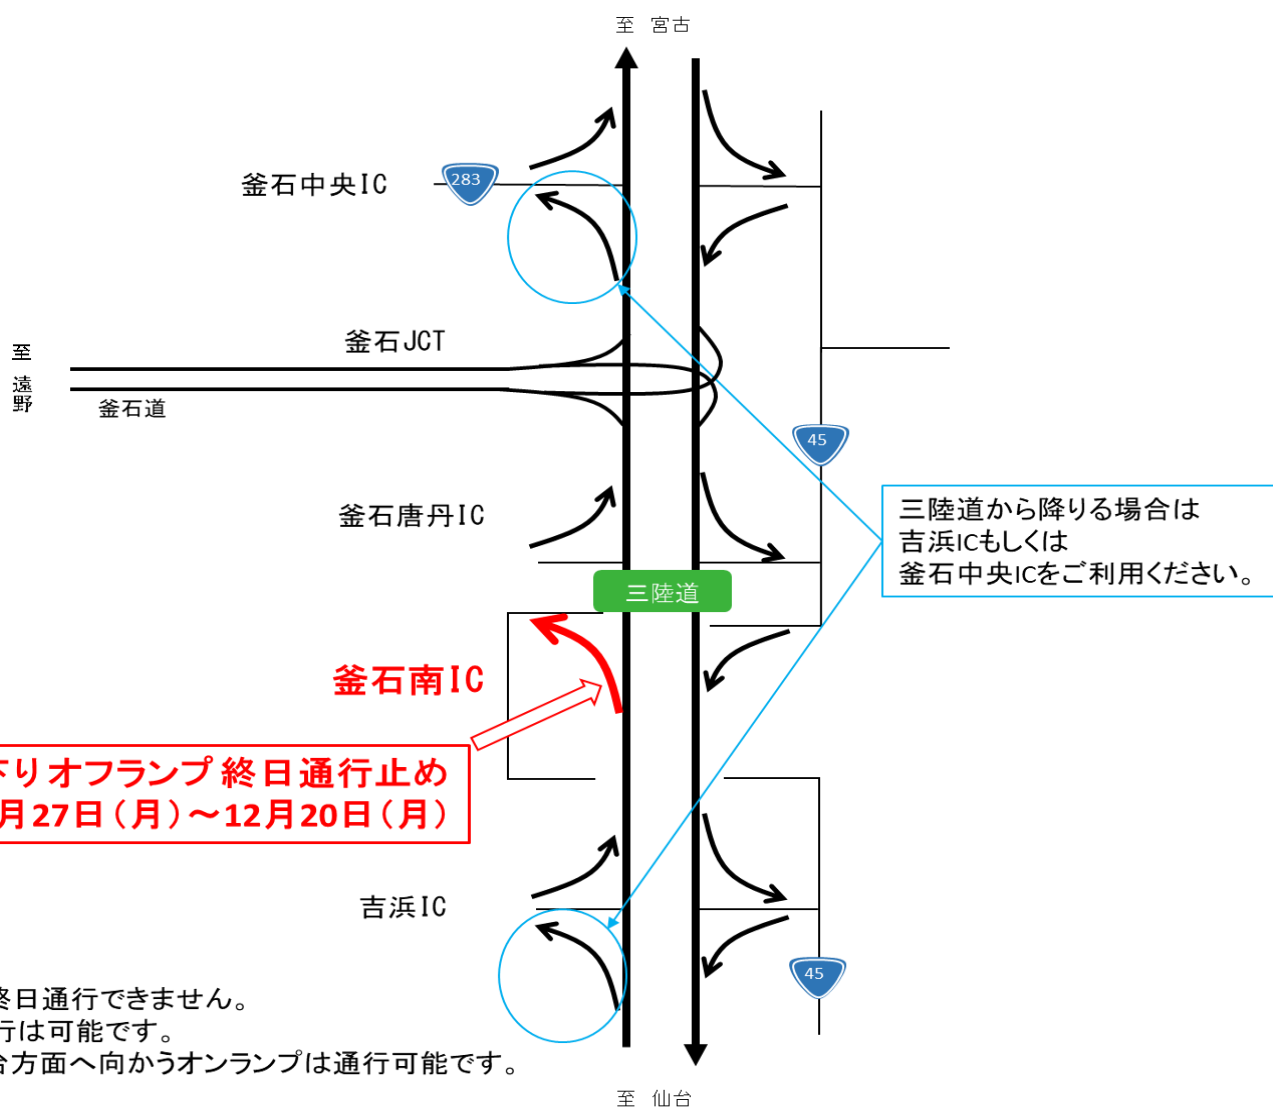 至 宮古
釜石中央IC
283
釜石JCT
至
遠
野
釜石道
45
釜石唐丹IC
三陸道から降りる場合は
吉浜ICもしくは
釜石中央ICをご利用ください。
三陸道
釜石南IC
下りオフランプ 終日通行止め
月27日（月）～12月20日（月）
吉浜IC
45
終日通行できません。
行は可能です。
台方面へ向かうオンランプは通行可能です。
至 仙台